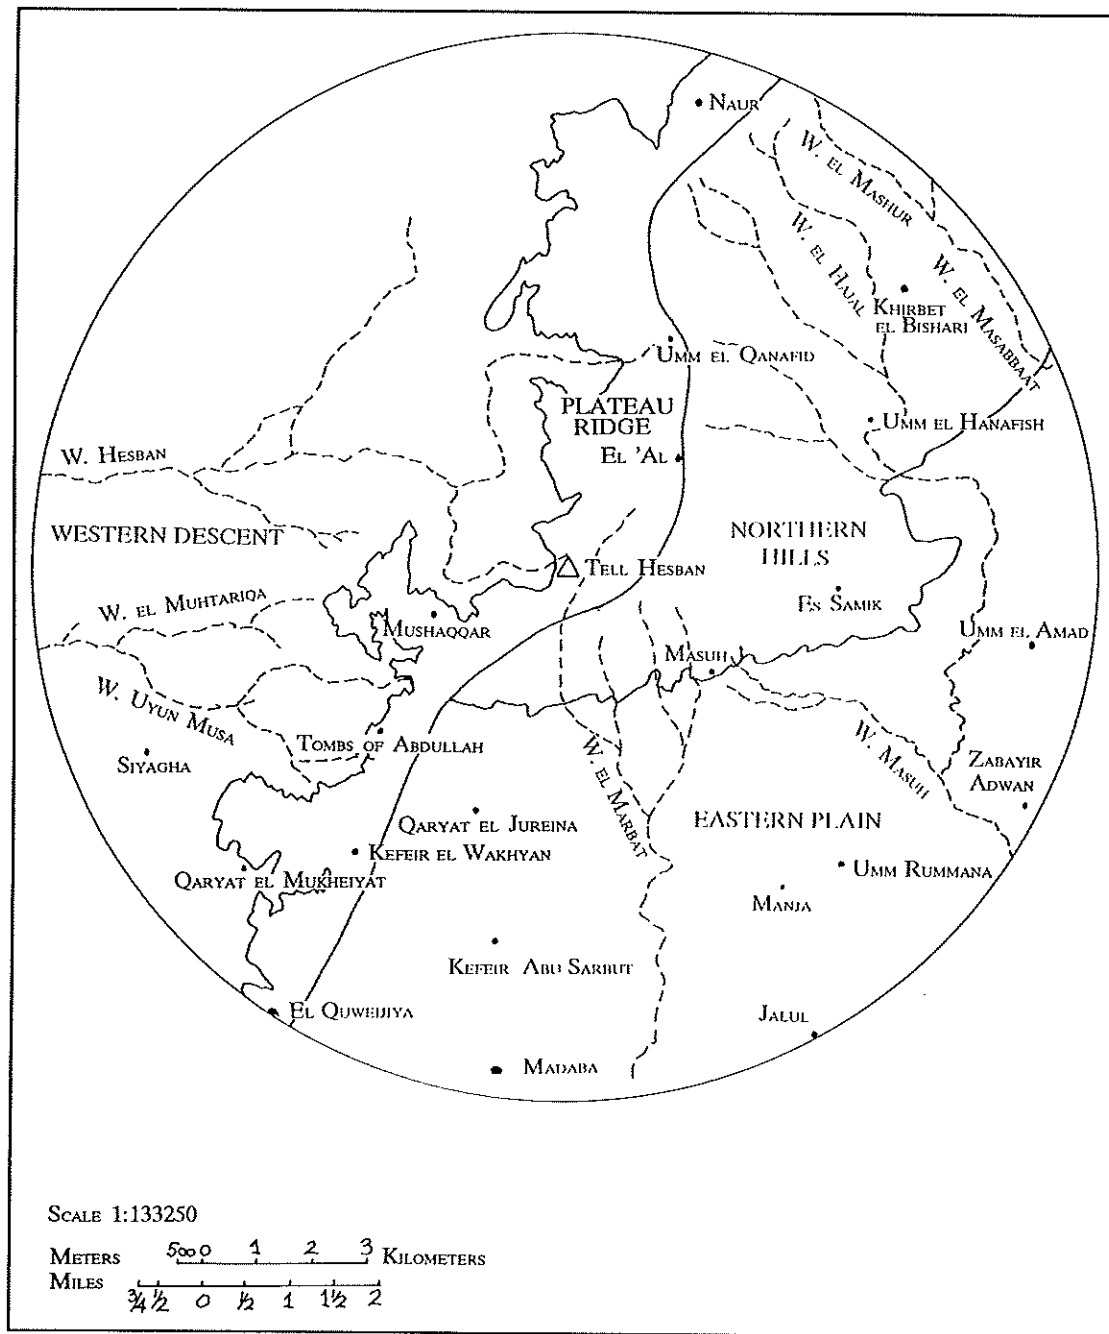 Naur
W. el Mashur
W. el Hajal
W. el Masabbaat
Khirbet
el Bishari
Umm el Qanafid
PLATEAU
RIDGE
Umm el Hanafish
W. Hesban
El 'Al
WESTERN DESCENT
NORTHERN
HILLS
Tell Hesban
Es Samik
W. el Muhtariqa
Mushaqqar
Umm el Amad
Masuh
W. Uyun Musa
Tombs of Abdullah
Siyagha
W. el Marbat
W. Masuh
Zabayir
Adwan
Qaryat el Jureina
EASTERN PLAIN
Kefeir el Wakhyan
Qaryat el Mukheiyat
Umm Rummana
Manja
Kefeir Abu Sarbut
El Quweijiya
Jalul
Madaba
Scale 1:133250
Meters 500 0 1 2 3 Kilometers
Miles
3/4 1/2 0 1/2 1 1 1/2 2